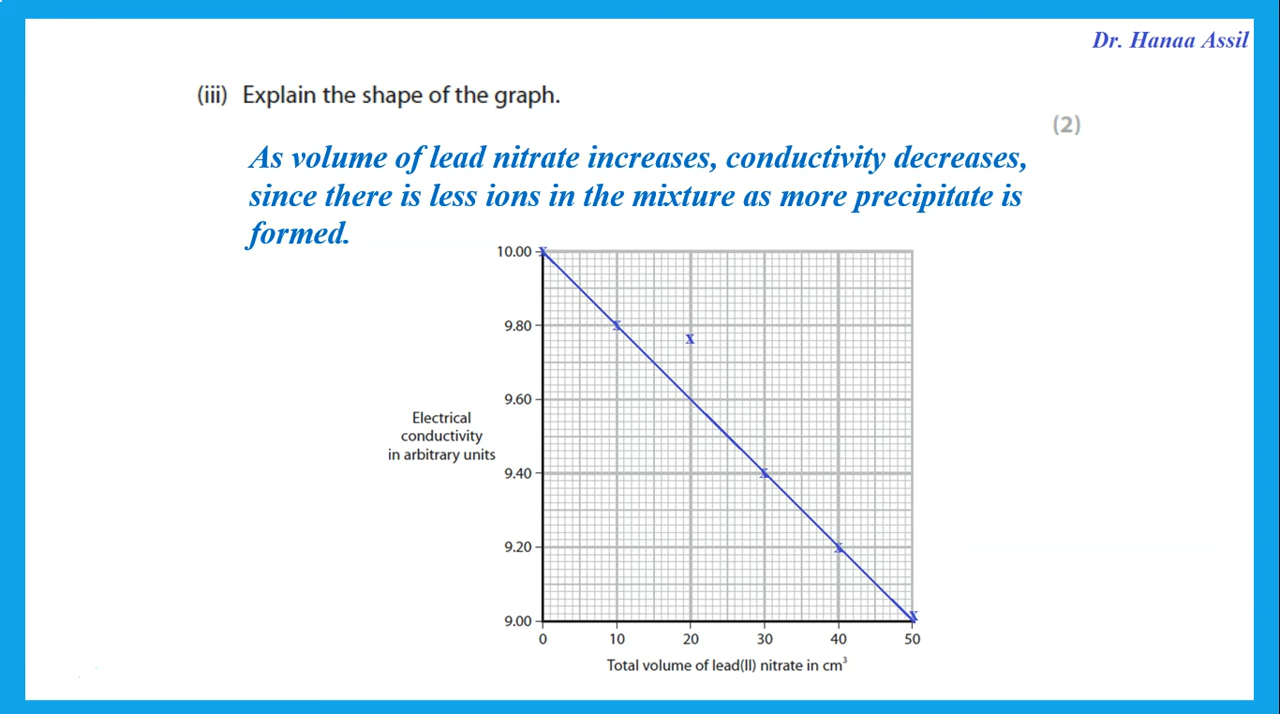 Dr. Hanaa Assil
(iii) Explain the shape of the graph.
(2)
As volume of lead nitrate increases, conductivity decreases,
since there is less ions in the mixture as more precipitate is
formed.
10.00
9.80
9.60
9.40
9.20
9.00
Electrical
conductivity
in arbitrary units
x
x
x
x
x
x
0 10 20 30 40 50
Total volume of lead(II) nitrate in cm³